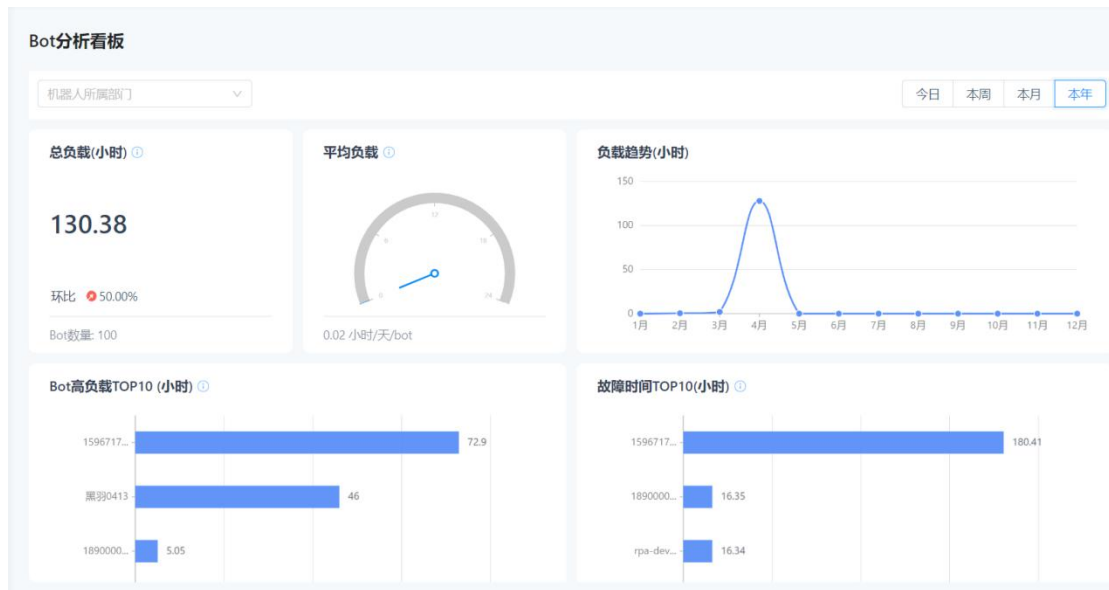 Bot分析看板
机器人所属部门
今日 本周 本月 本年
总负载(小时)
130.38
环比 50.00%
Bot数量: 100
平均负载
0
6
12
18
24
0.02 小时/天/bot
负载趋势(小时)
150
100
50
0
1月 2月 3月 4月 5月 6月 7月 8月 9月 10月 11月 12月
Bot高负载TOP10 (小时)
1596717... 72.9
黑羽0413 46
1890000... 5.05
故障时间TOP10(小时)
1596717... 180.41
1890000... 16.35
rpa-dev... 16.34